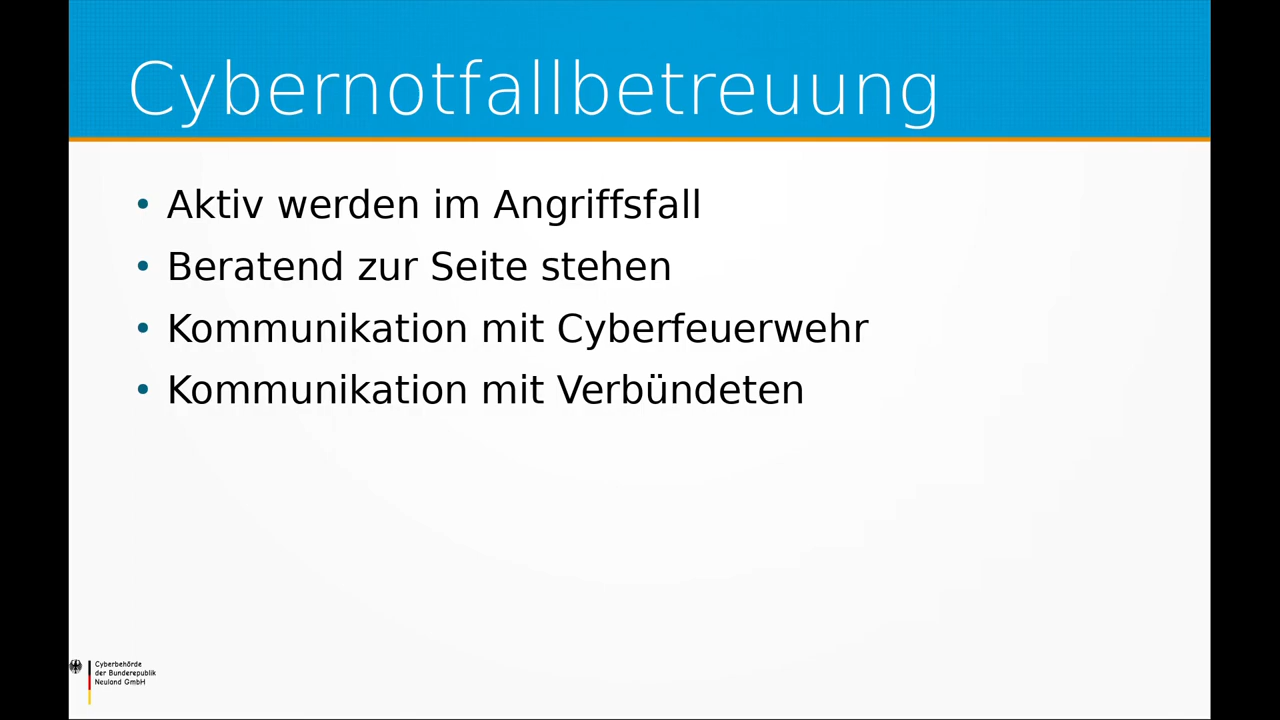 Cybernotfallbetreuung
• Aktiv werden im Angriffsfall
• Beratend zur Seite stehen
• Kommunikation mit Cyberfeuerwehr
• Kommunikation mit Verbündeten
Cyberbehörde
der Bunderepublik
Neuland GmbH